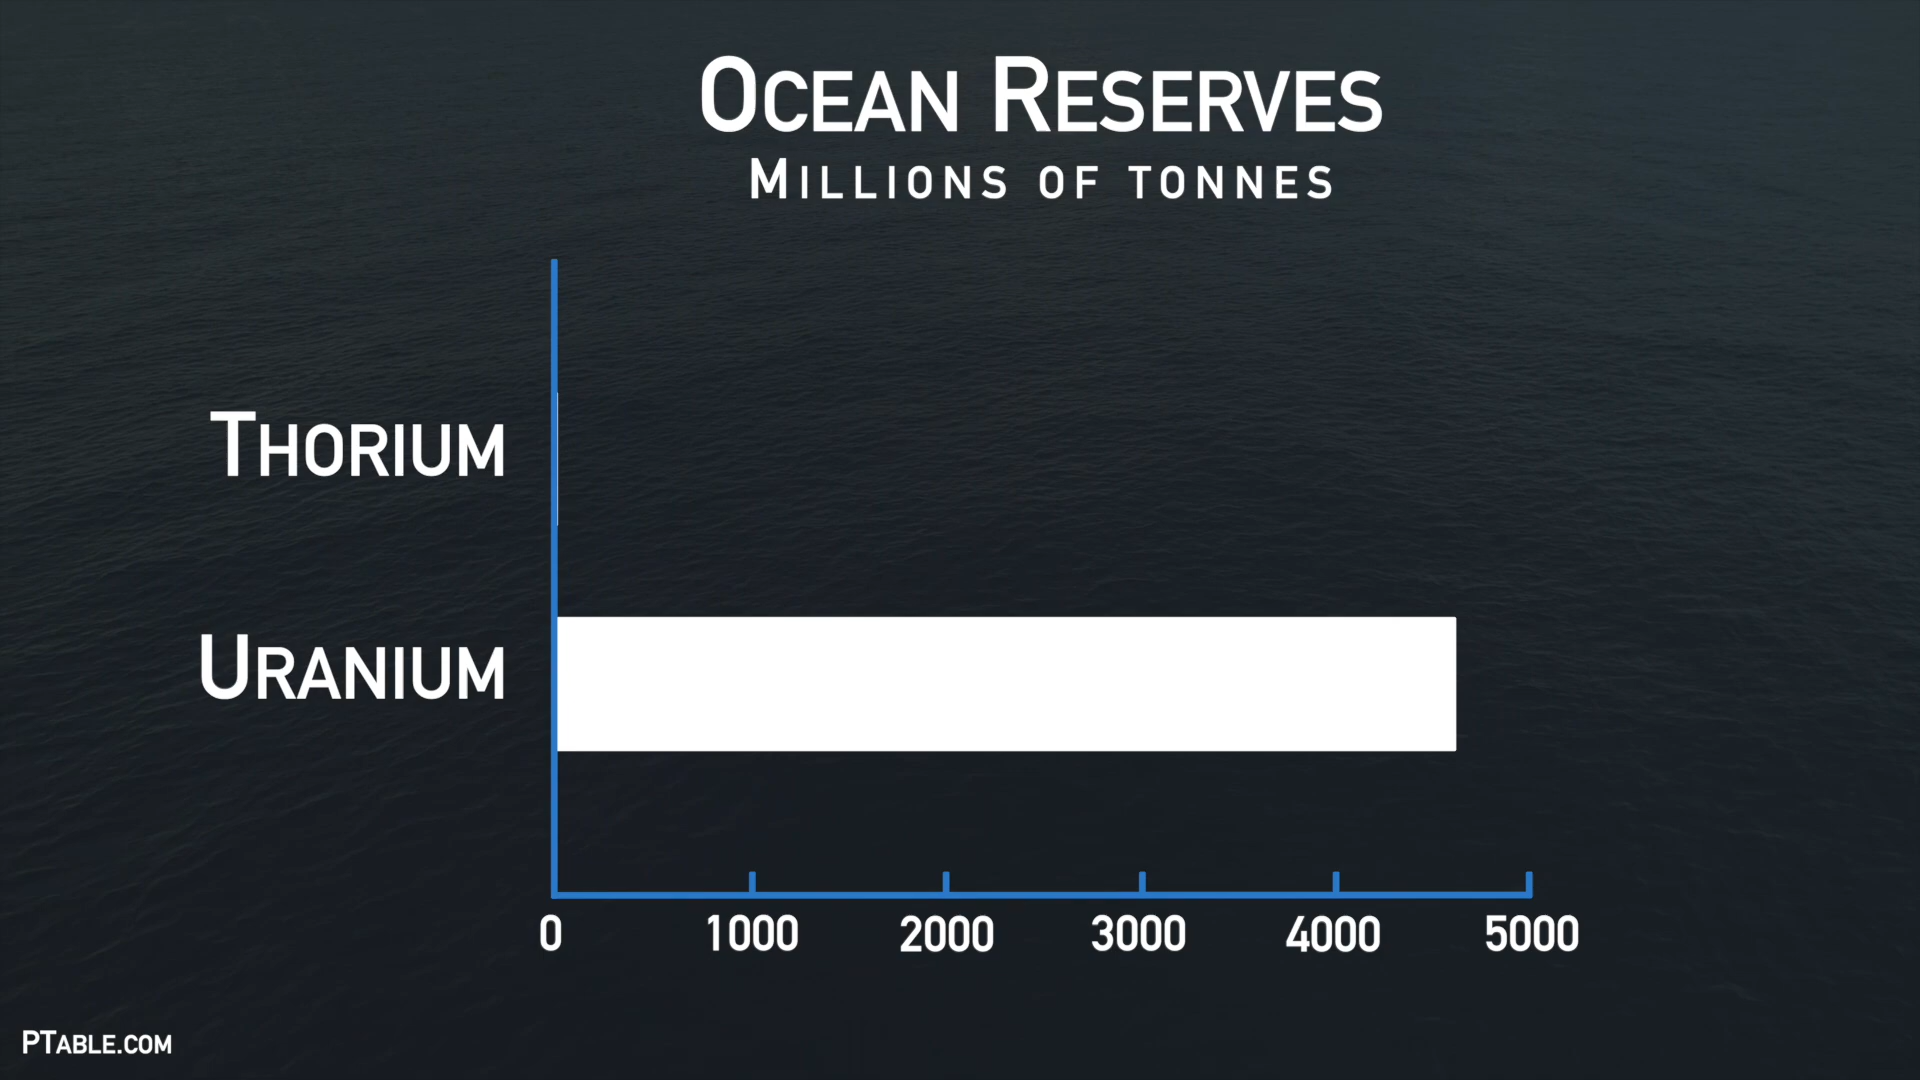 Ocean Reserves
Millions of tonnes
Thorium
Uranium
0 1000 2000 3000 4000 5000
PTable.com